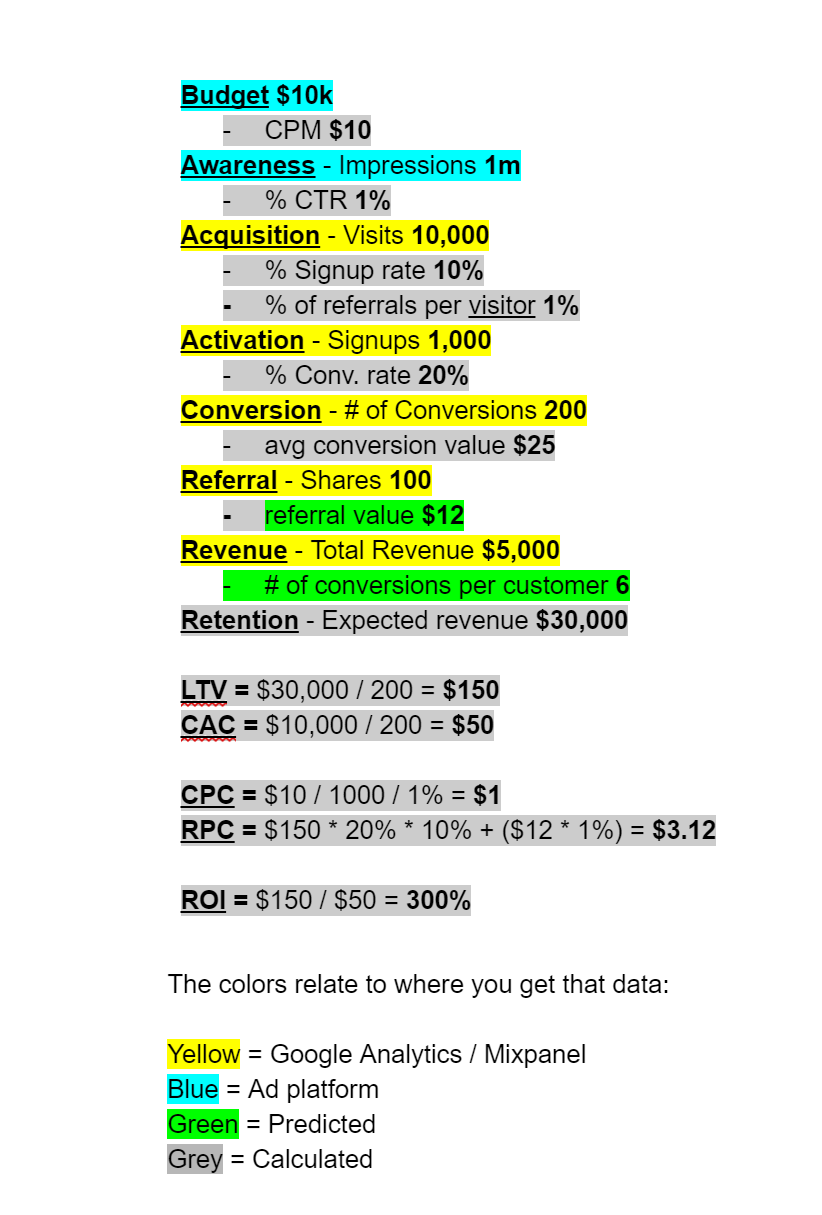 Budget $10k
- CPM $10
Awareness - Impressions 1m
- % CTR 1%
Acquisition - Visits 10,000
- % Signup rate 10%
- % of referrals per visitor 1%
Activation - Signups 1,000
- % Conv. rate 20%
Conversion - # of Conversions 200
- avg conversion value $25
Referral - Shares 100
- referral value $12
Revenue - Total Revenue $5,000
- # of conversions per customer 6
Retention - Expected revenue $30,000
LTV = $30,000 / 200 = $150
CAC = $10,000 / 200 = $50
CPC = $10 / 1000 / 1% = $1
RPC = $150 * 20% * 10% + ($12 * 1%) = $3.12
ROI = $150 / $50 = 300%
The colors relate to where you get that data:
Yellow = Google Analytics / Mixpanel
Blue = Ad platform
Green = Predicted
Grey = Calculated